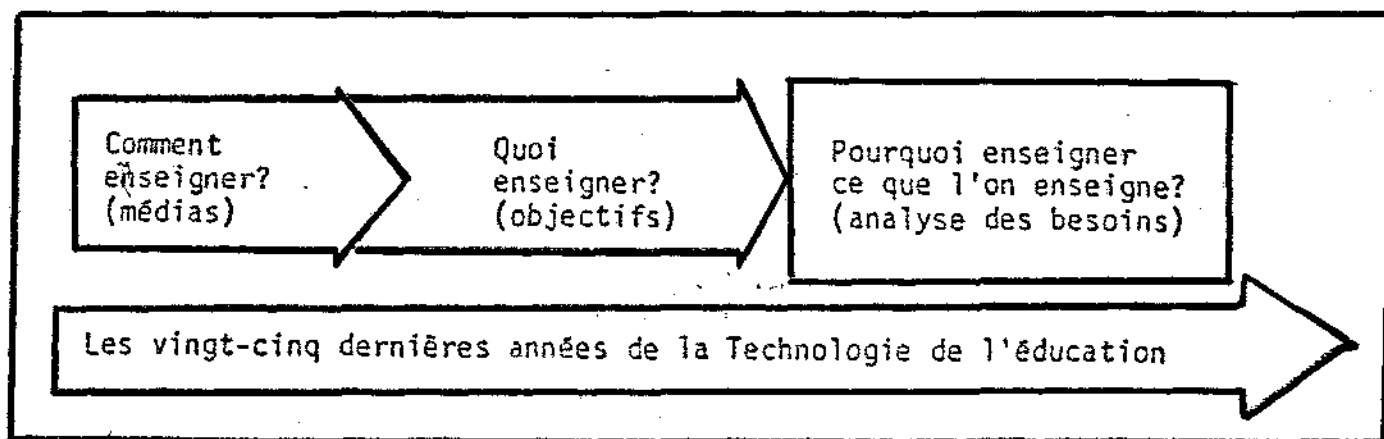 Comment
enseigner?
(médias)
Quoi
enseigner?
(objectifs)
Pourquoi enseigner
ce que l'on enseigne?
(analyse des besoins)
Les vingt-cinq dernières années de la Technologie de l'éducation